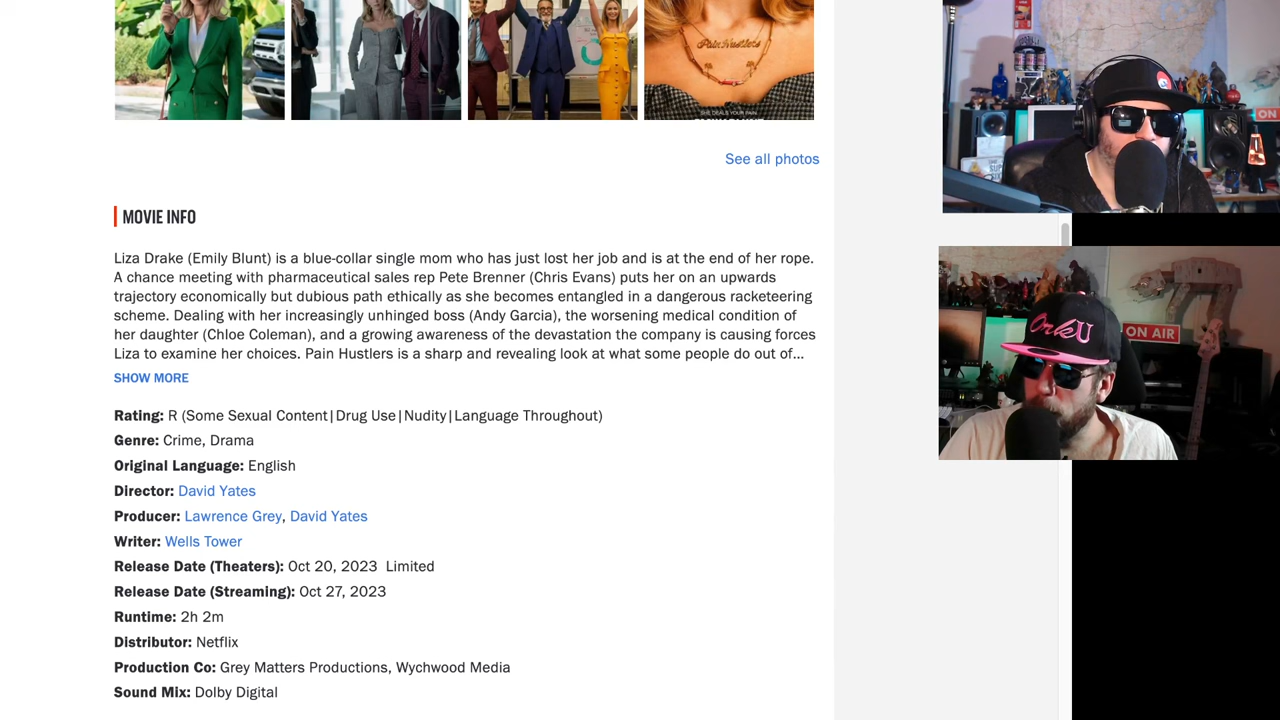 Pain Hustlers
SHE DEALS YOUR PAIN
See all photos
MOVIE INFO
Liza Drake (Emily Blunt) is a blue-collar single mom who has just lost her job and is at the end of her rope.
A chance meeting with pharmaceutical sales rep Pete Brenner (Chris Evans) puts her on an upwards
trajectory economically but dubious path ethically as she becomes entangled in a dangerous racketeering
scheme. Dealing with her increasingly unhinged boss (Andy Garcia), the worsening medical condition of
her daughter (Chloe Coleman), and a growing awareness of the devastation the company is causing forces
Liza to examine her choices. Pain Hustlers is a sharp and revealing look at what some people do out of...
SHOW MORE
Rating: R (Some Sexual Content|Drug Use|Nudity|Language Throughout)
Genre: Crime, Drama
Original Language: English
Director: David Yates
Producer: Lawrence Grey, David Yates
Writer: Wells Tower
Release Date (Theaters): Oct 20, 2023 Limited
Release Date (Streaming): Oct 27, 2023
Runtime: 2h 2m
Distributor: Netflix
Production Co: Grey Matters Productions, Wychwood Media
Sound Mix: Dolby Digital
ON
OrkU
ON AIR